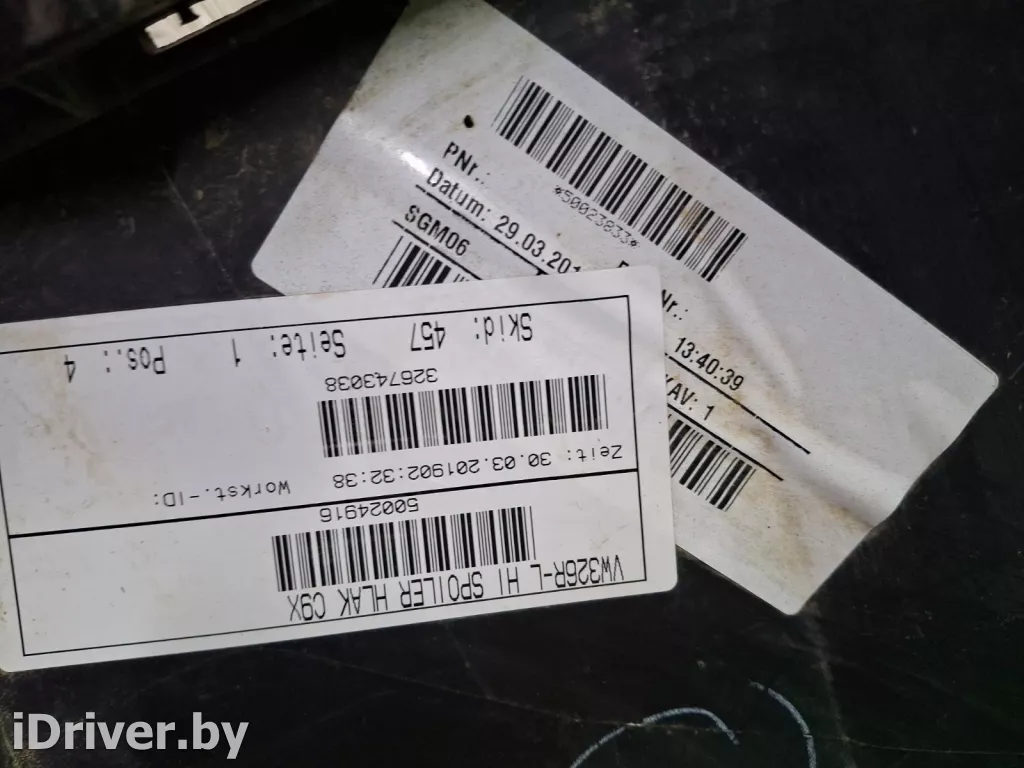 *50023833*
PNr.:
Nr.:
Datum: 29.03.201
13:40:39
SGM06
AV: 1
VW326R-L HI SPOILER HLAK C9X
50024916
Zeit: 30.03.201902:32:38 Workst.-ID:
326743038
Skid: 457 Seite: 1 Pos.: 4
iDriver.by